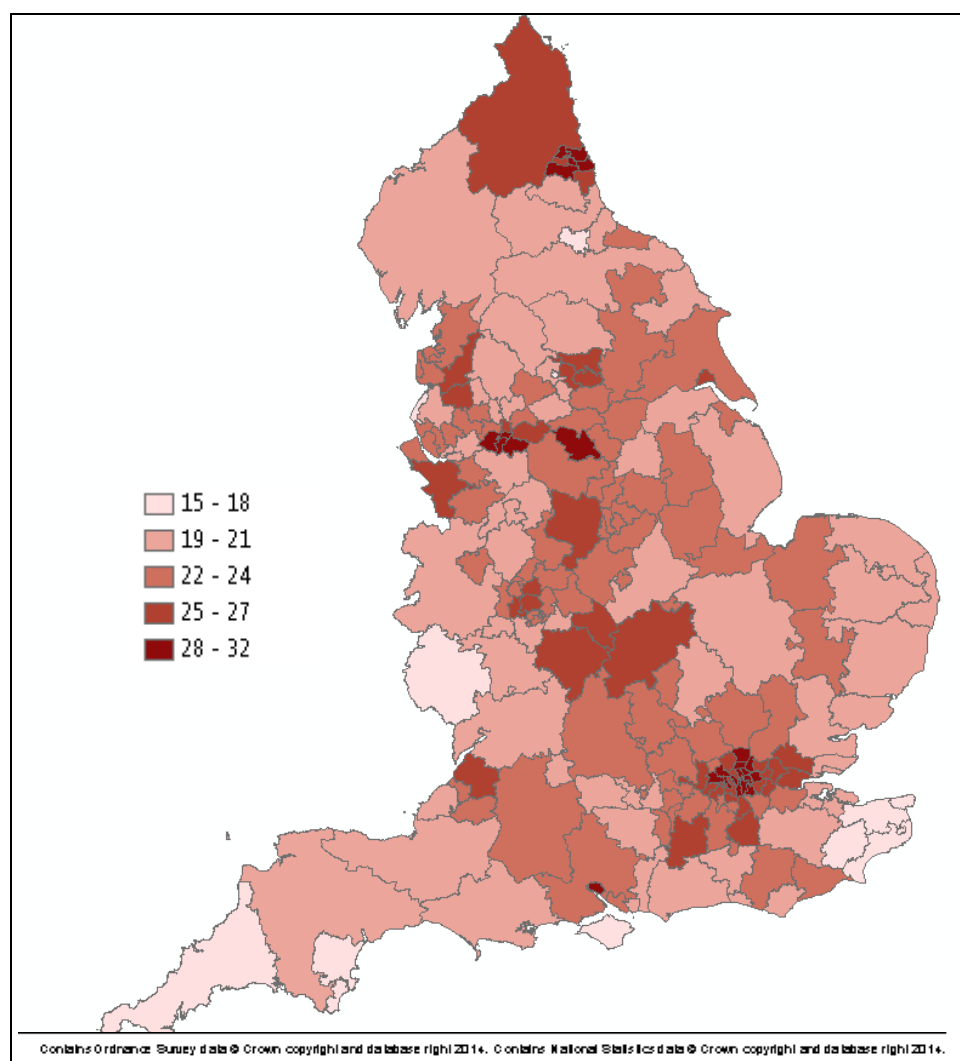 15 - 18
19 - 21
22 - 24
25 - 27
28 - 32
Contains Ordnance Survey data © Crown copyright and database right 2014. Contains National Statistics data © Crown copyright and database right 2014.